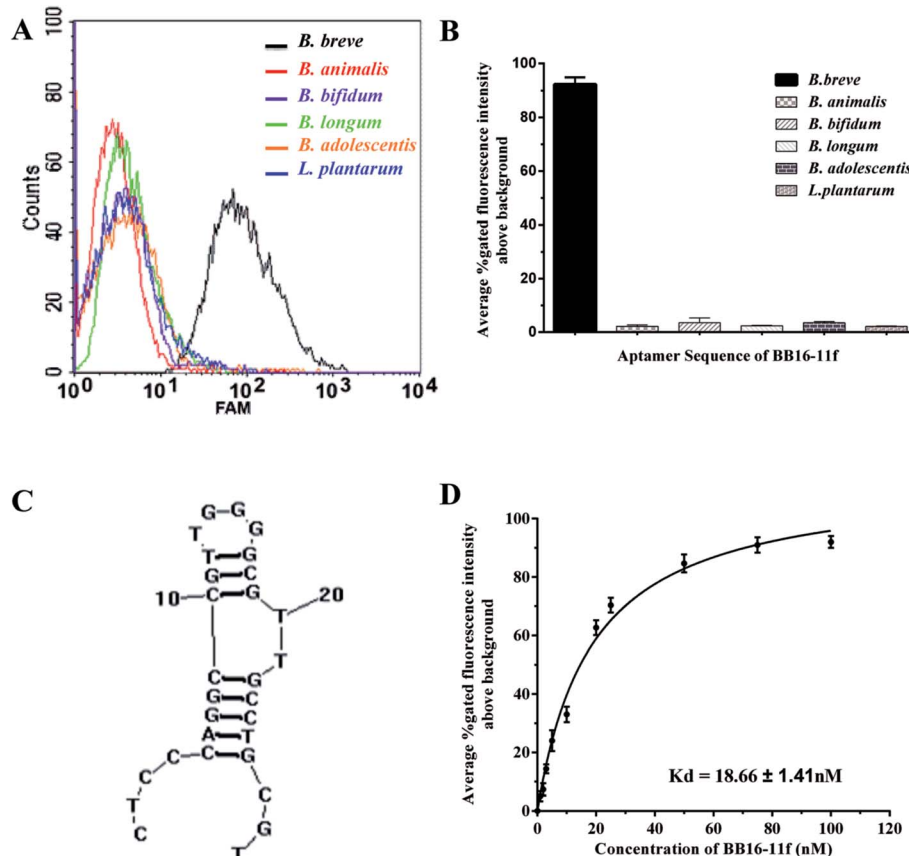 A
100
80
60
40
20
0
Counts
10^0
10^1
10^2
10^3
10^4
FAM
B. breve
B. animalis
B. bifidum
B. longum
B. adolescentis
L. plantarum
B
100
80
60
40
20
0
Average %gated fluorescence intensity
above background
Aptamer Sequence of BB16-11f
B.breve
B. animalis
B. bifidum
B. longum
B. adolescentis
L.plantarum
C
G G
T G
T G
G C
10 C G 20
T
T
C G
G C
G C
A T
C G
C C
C G
T T
C
D
100
80
60
40
20
0
Average %gated fluorescence intensity
above background
Kd = 18.66 ± 1.41nM
0
20
40
60
80
100
Concentration of BB16-11f (nM)